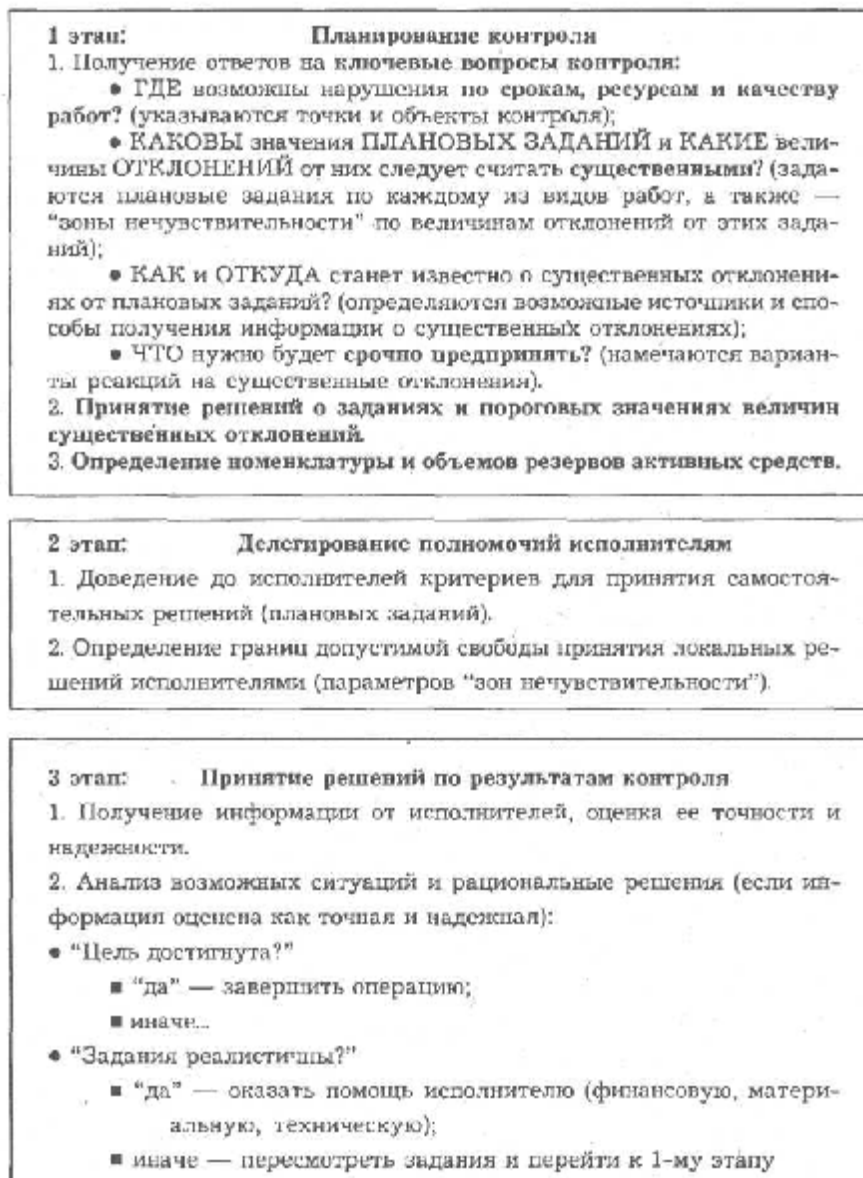 1 этап: Планирование контроля
1. Получение ответов на ключевые вопросы контроля:
● ГДЕ возможны нарушения по срокам, ресурсам и качеству
работ? (указываются точки и объекты контроля);
● КАКОВЫ значения ПЛАНОВЫХ ЗАДАНИЙ и КАКИЕ вели-
чины ОТКЛОНЕНИЙ от них следует считать существенными? (зада-
ются плановые задания по каждому из видов работ, а также —
“зоны нечувствительности” по величинам отклонений от этих зада-
ний);
● КАК и ОТКУДА станет известно о существенных отклонени-
ях от плановых заданий? (определяются возможные источники и спо-
собы получения информации о существенных отклонениях);
● ЧТО нужно будет срочно предпринять? (намечаются вариан-
ты реакций на существенные отклонения).
2. Принятие решений о заданиях и пороговых значениях величин
существенных отклонений.
3. Определение номенклатуры и объемов резервов активных средств.
2 этап: Делегирование полномочий исполнителям
1. Доведение до исполнителей критериев для принятия самостоя-
тельных решений (плановых заданий).
2. Определение границ допустимой свободы принятия локальных ре-
шений исполнителями (параметров “зон нечувствительности”).
3 этап: Принятие решений по результатам контроля
1. Получение информации от исполнителей, оценка ее точности и
надежности.
2. Анализ возможных ситуаций и рациональные решения (если ин-
формация оценена как точная и надежная):
● “Цель достигнута?”
■ “да” — завершить операцию;
■ иначе...
● “Задания реалистичны?”
■ “да” — оказать помощь исполнителю (финансовую, матери-
альную, техническую);
■ иначе — пересмотреть задания и перейти к 1-му этапу